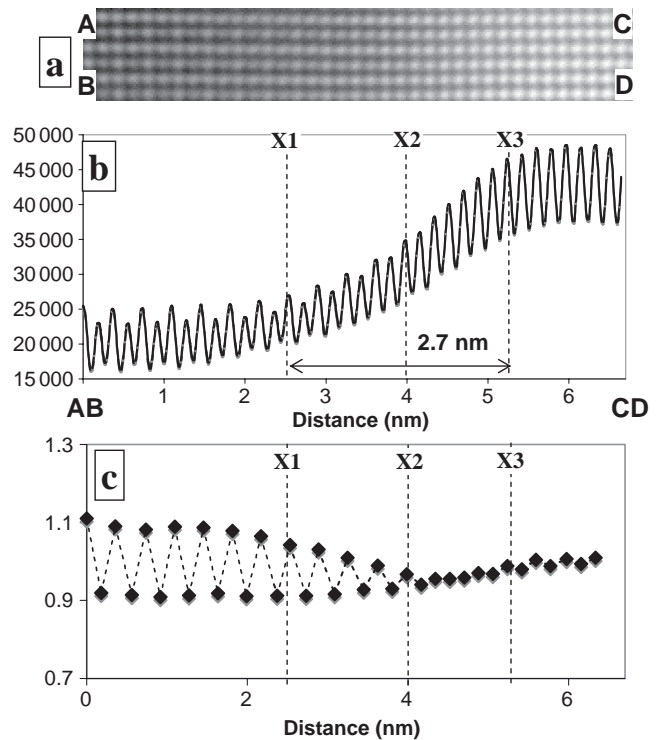 A C
a
B D
b
X1 X2 X3
50 000
45 000
40 000
35 000
30 000
25 000
20 000
15 000
2.7 nm
1 2 3 4 5 6
AB Distance (nm) CD
c
X1 X2 X3
1.3
1.1
0.9
0.7
0 2 4 6
Distance (nm)